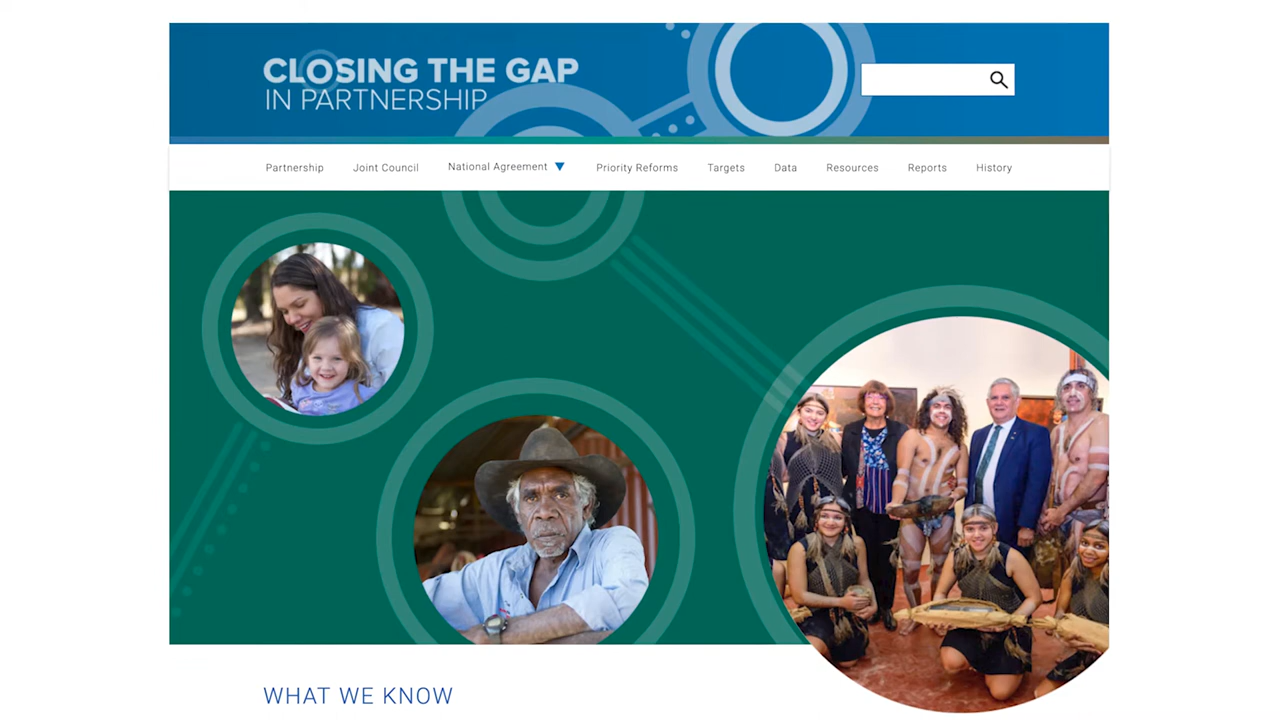 CLOSING THE GAP
IN PARTNERSHIP
Partnership Joint Council National Agreement Priority Reforms Targets Data Resources Reports History
WHAT WE KNOW